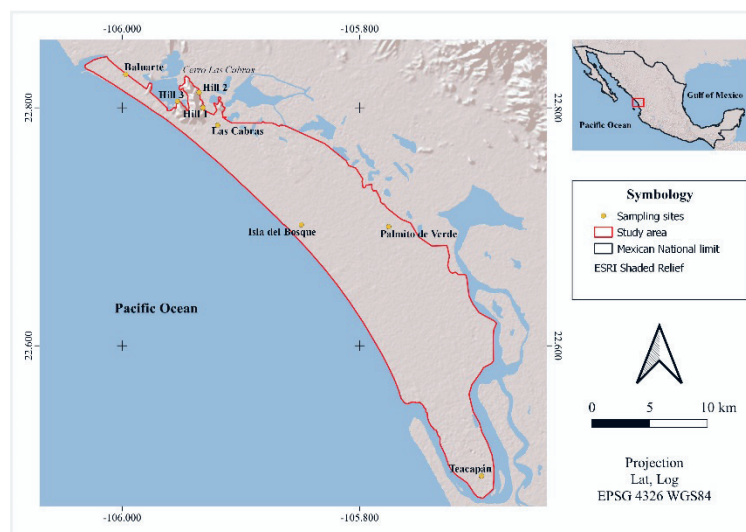 -106.000
-105.800
Baluarte
Cerro Las Cabras
Hill 2
Hill 3
Hill 1
Las Cabras
22.800
22.800
Isla del Bosque
Palmito de Verde
Pacific Ocean
22.600
22.600
Teacapán
-106.000
-105.800
Gulf of Mexico
Pacific Ocean
Symbology
Sampling sites
Study area
Mexican National limit
ESRI Shaded Relief
0 5 10 km
Projection
Lat, Log
EPSG 4326 WGS84